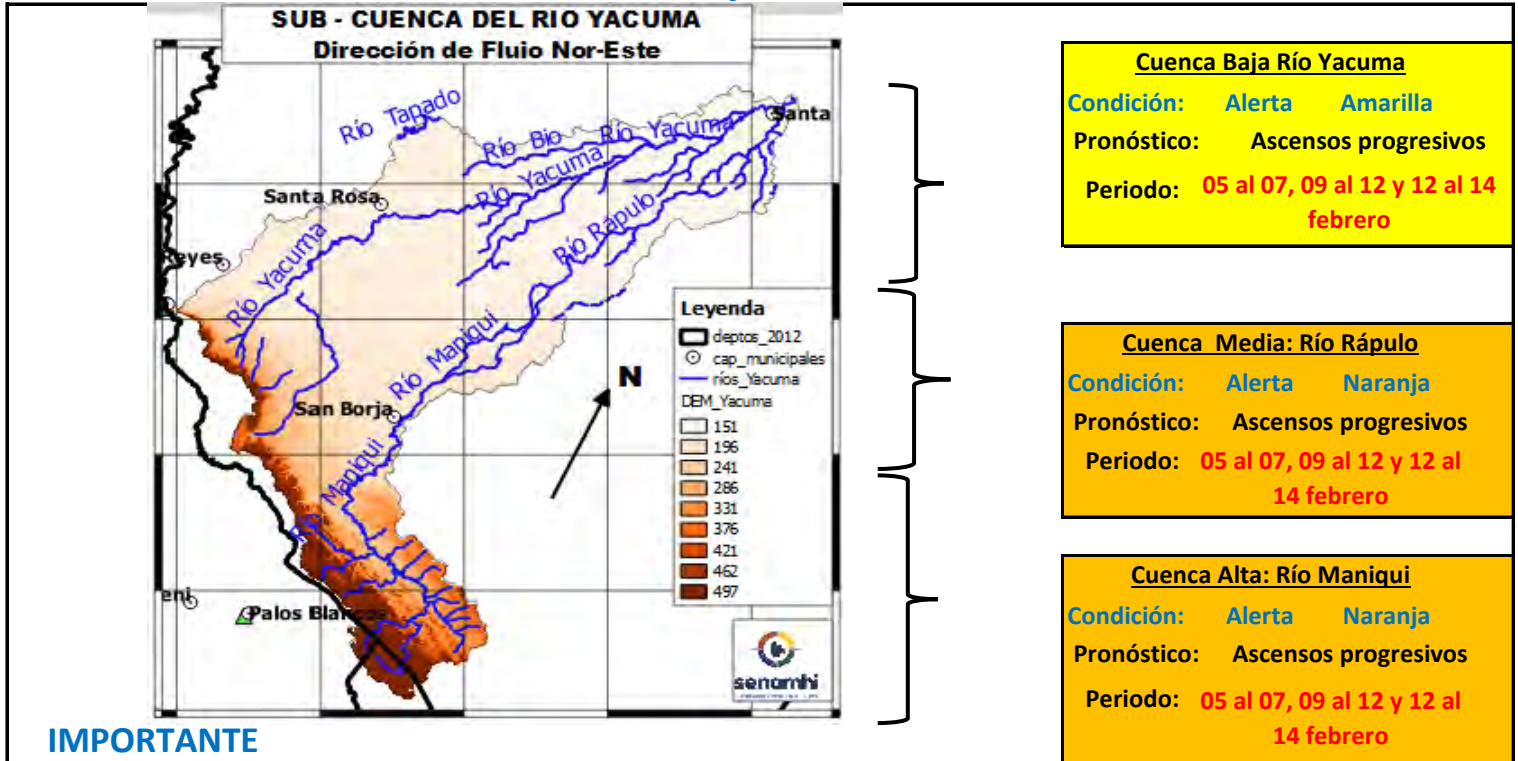 SUB - CUENCA DEL RIO YACUMA
Dirección de Fluio Nor-Este
Río Tapado
Río Bio
Río Yacuma
Santa
Río Yacuma
Santa Rosa
Río Rápulo
Reyes
Río Yacuma
Río Maniqui
San Borja
Río Maniqui
Río Maniqui
eni
Palos Blancos
N
Leyenda
deptos_2012
cap_municipales
ríos_Yacuma
DEM_Yacuma
151
196
241
286
331
376
421
462
497
senamhi
Cuenca Baja Río Yacuma
Condición: Alerta Amarilla
Pronóstico: Ascensos progresivos
Periodo: 05 al 07, 09 al 12 y 12 al 14
febrero
Cuenca Media: Río Rápulo
Condición: Alerta Naranja
Pronóstico: Ascensos progresivos
Periodo: 05 al 07, 09 al 12 y 12 al
14 febrero
Cuenca Alta: Río Maniqui
Condición: Alerta Naranja
Pronóstico: Ascensos progresivos
Periodo: 05 al 07, 09 al 12 y 12 al
14 febrero
IMPORTANTE